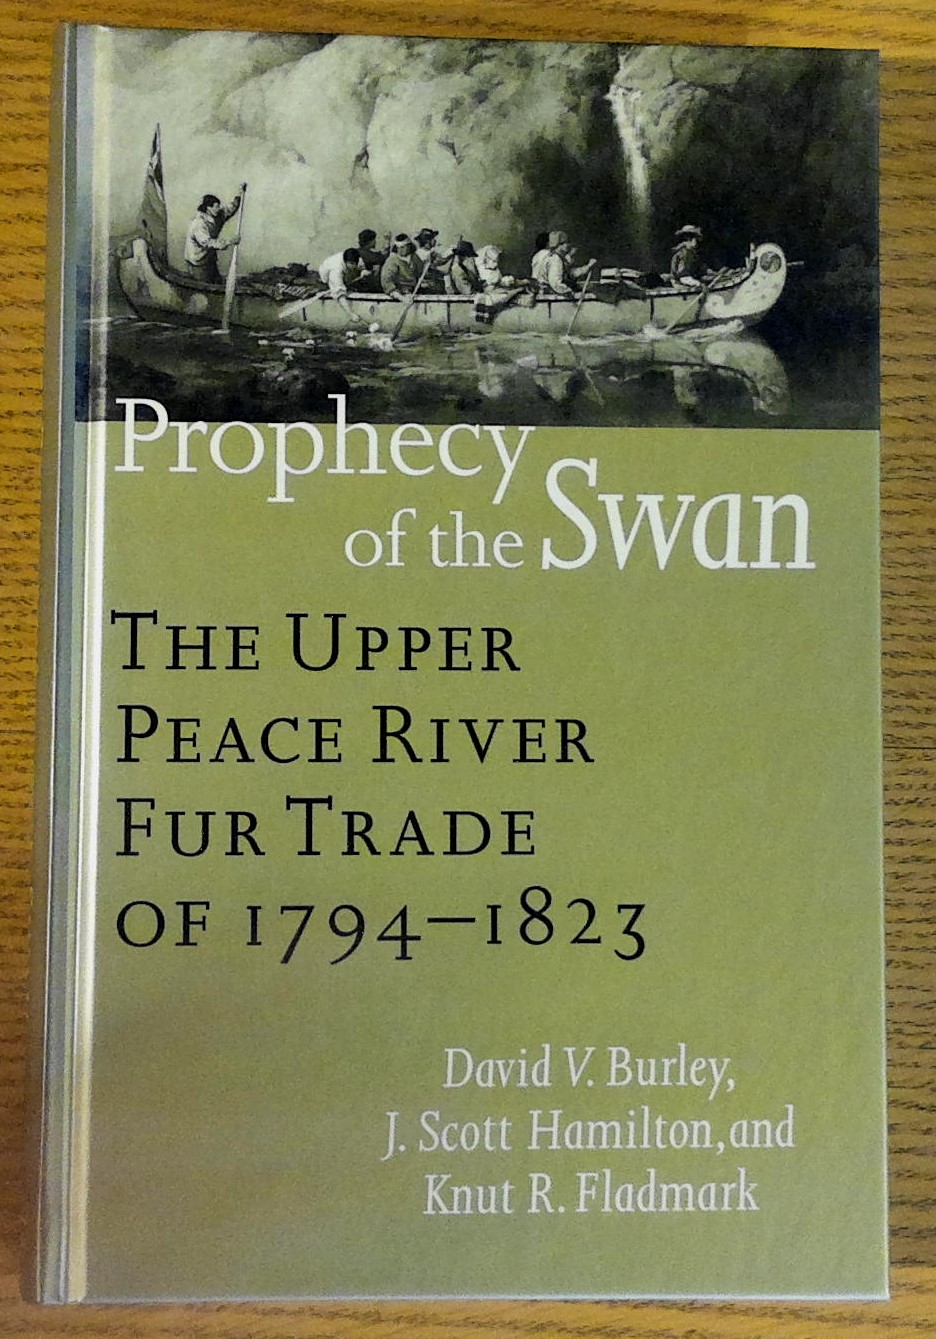 Prophecy
of the Swan
THE UPPER
PEACE RIVER
FUR TRADE
OF 1794–1823
David V. Burley,
J. Scott Hamilton, and
Knut R. Fladmark